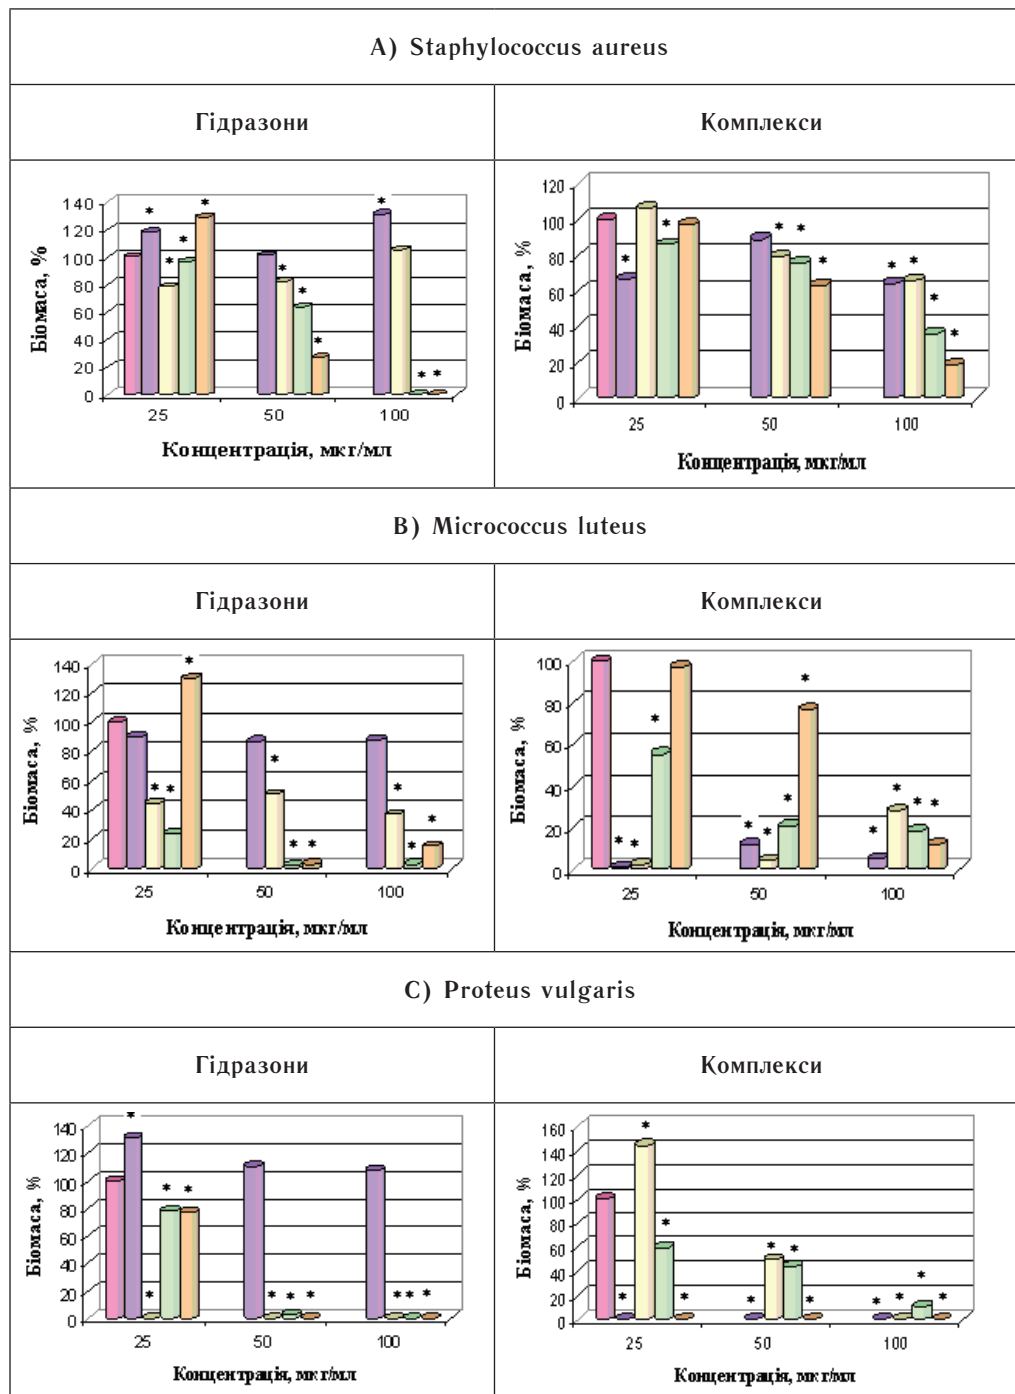 A) Staphylococcus aureus
Гідразони
Комплекси
Біомаса, %
140
120
100
80
60
40
20
0
* * * * * * * * * * *
25 50 100
Концентрація, мкг/мл
Біомаса, %
120
100
80
60
40
20
0
* * * * * * * * *
25 50 100
Концентрація, мкг/мл
B) Micrococcus luteus
Гідразони
Комплекси
Біомаса, %
140
120
100
80
60
40
20
0
* * * * * * * * *
25 50 100
Концентрація, мкг/мл
Біомаса, %
100
80
60
40
20
0
* * * * * * * * * * *
25 50 100
Концентрація, мкг/мл
C) Proteus vulgaris
Гідразони
Комплекси
Біомаса, %
140
120
100
80
60
40
20
0
* * * * * * * * * *
25 50 100
Концентрація, мкг/мл
Біомаса, %
160
140
120
100
80
60
40
20
0
* * * * * * * * * * * *
25 50 100
Концентрація, мкг/мл